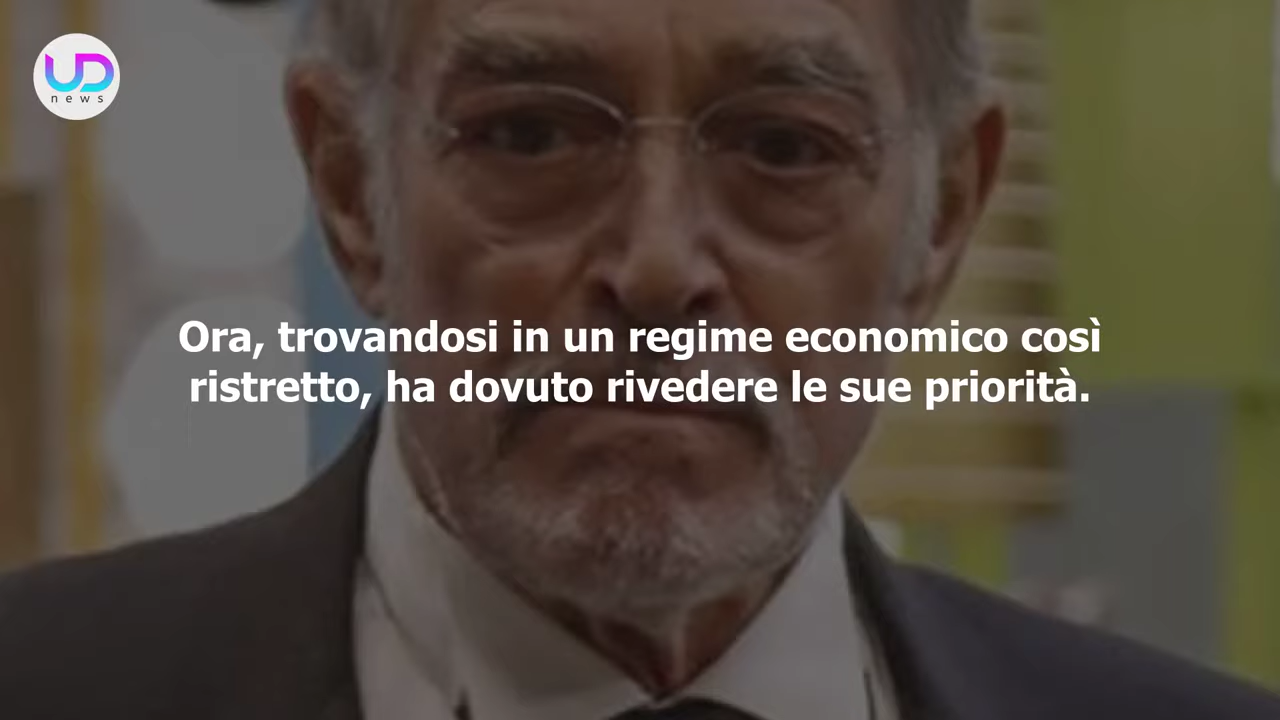 UD
news
Ora, trovandosi in un regime economico così
ristretto, ha dovuto rivedere le sue priorità.